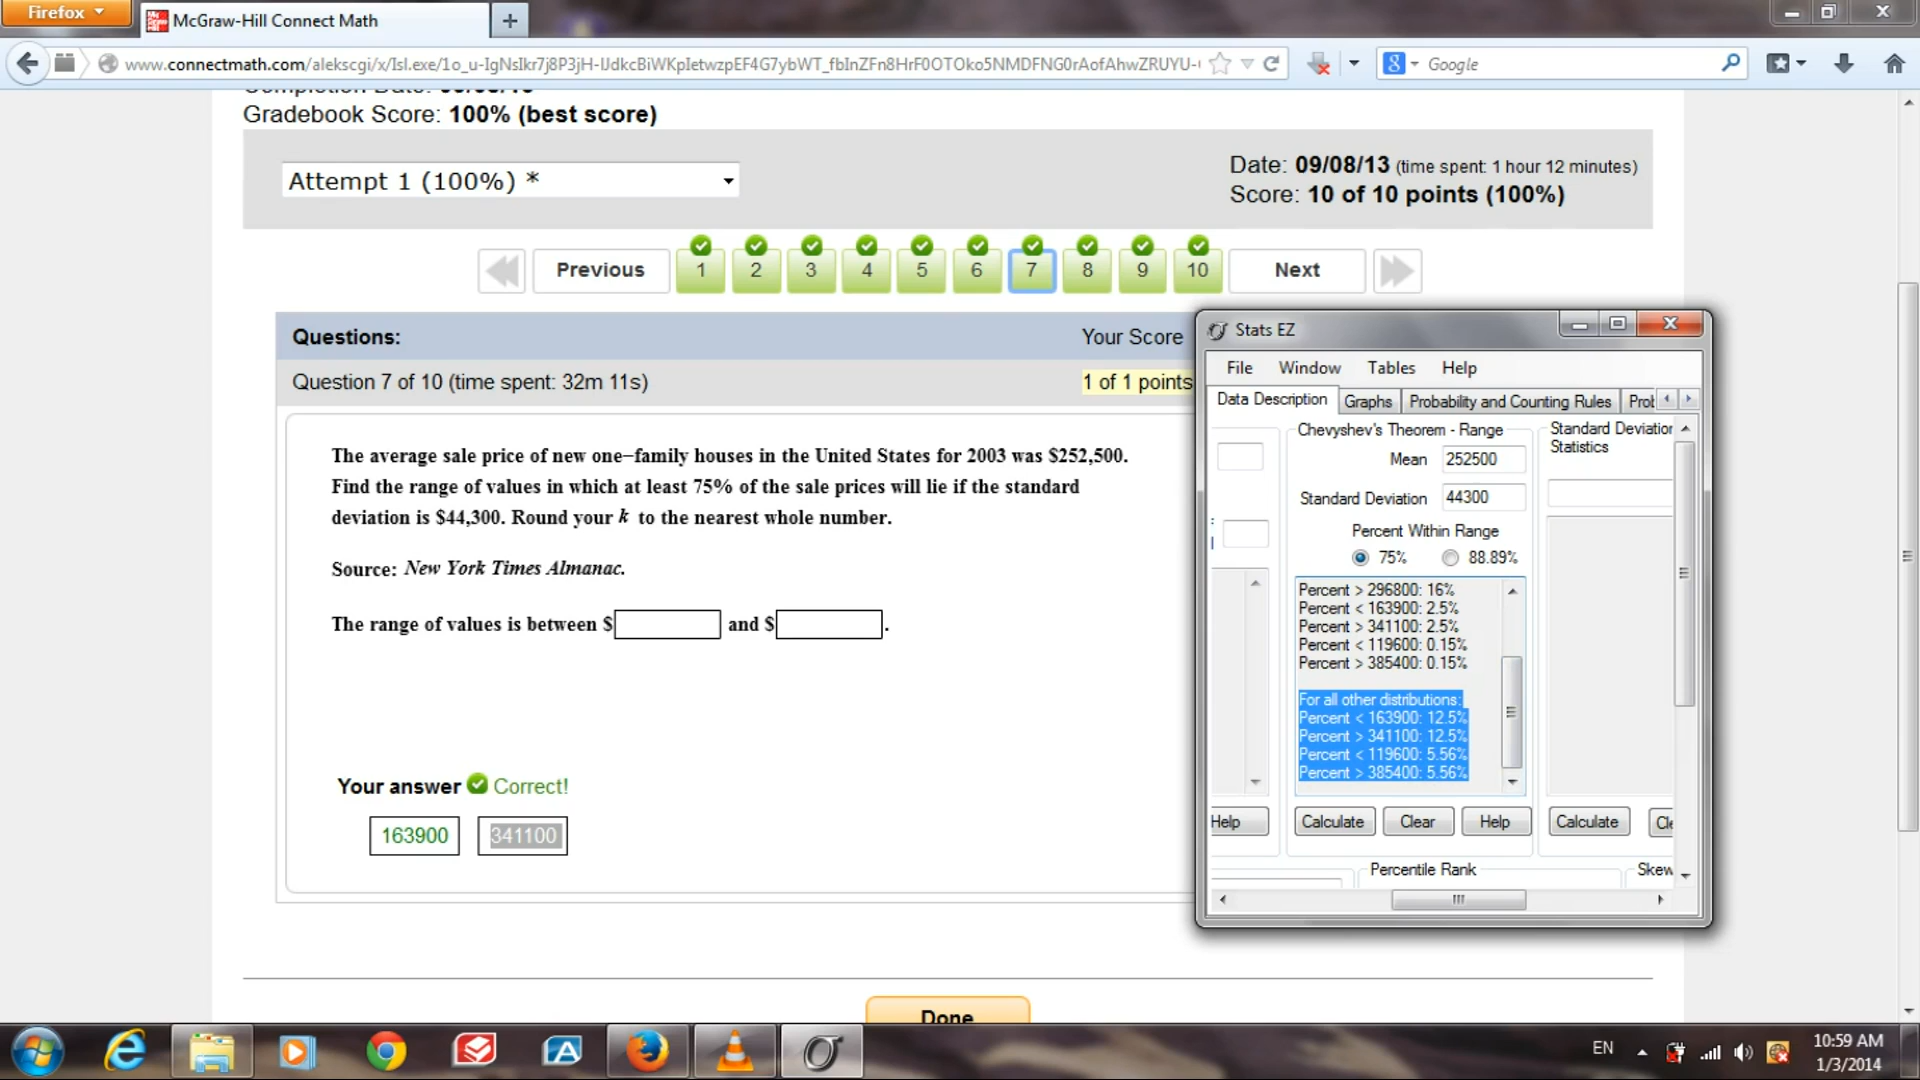 Firefox
McGraw-Hill Connect Math
www.connectmath.com/alekscgi/x/Isl.exe/1o_u-IgNsIkr7j8P3jH-IJdkcBiWKpIetwzpEF4G7ybWT_fbInZFn8HrF0OTOko5NMDFNG0rAofAhwZRUYU-
Google
Gradebook Score: 100% (best score)
Attempt 1 (100%) *
Date: 09/08/13 (time spent: 1 hour 12 minutes)
Score: 10 of 10 points (100%)
Previous 1 2 3 4 5 6 7 8 9 10 Next
Questions: Your Score
Question 7 of 10 (time spent: 32m 11s) 1 of 1 points
The average sale price of new one-family houses in the United States for 2003 was $252,500.
Find the range of values in which at least 75% of the sale prices will lie if the standard
deviation is $44,300. Round your k to the nearest whole number.
Source: New York Times Almanac.
The range of values is between $ and $ .
Your answer Correct!
163900 341100
Done
Stats EZ
File Window Tables Help
Data Description Graphs Probability and Counting Rules Prob
Chevyshev's Theorem - Range
Mean 252500
Standard Deviation 44300
Percent Within Range
75% 88.89%
Percent > 296800: 16%
Percent < 163900: 2.5%
Percent > 341100: 2.5%
Percent < 119600: 0.15%
Percent > 385400: 0.15%
For all other distributions:
Percent < 163900: 12.5%
Percent > 341100: 12.5%
Percent < 119600: 5.56%
Percent > 385400: 5.56%
Standard Deviation
Statistics
Help Calculate Clear Help Calculate Cle
Percentile Rank Skew
EN
10:59 AM
1/3/2014